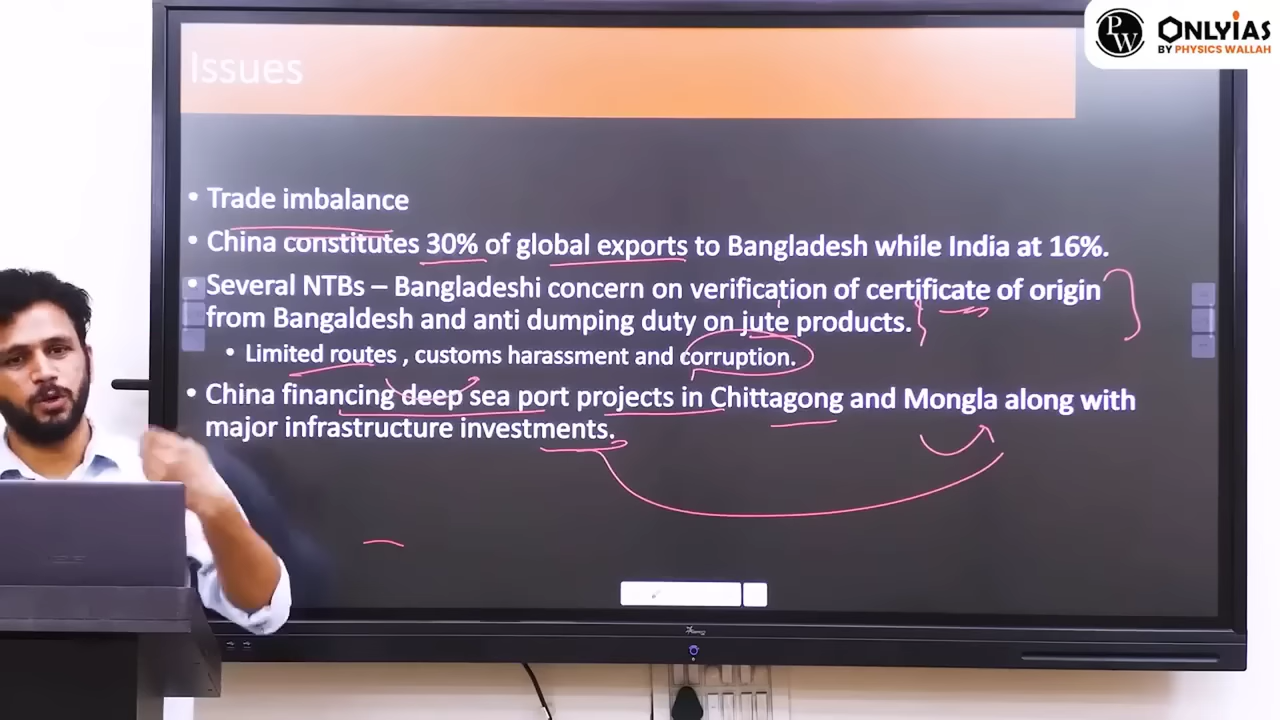 PW
ONLYIAS
BY PHYSICS WALLAH
Issues
• Trade imbalance
• China constitutes 30% of global exports to Bangladesh while India at 16%.
• Several NTBs – Bangladeshi concern on verification of certificate of origin
from Bangaldesh and anti dumping duty on jute products.
• Limited routes , customs harassment and corruption.
• China financing deep sea port projects in Chittagong and Mongla along with
major infrastructure investments.